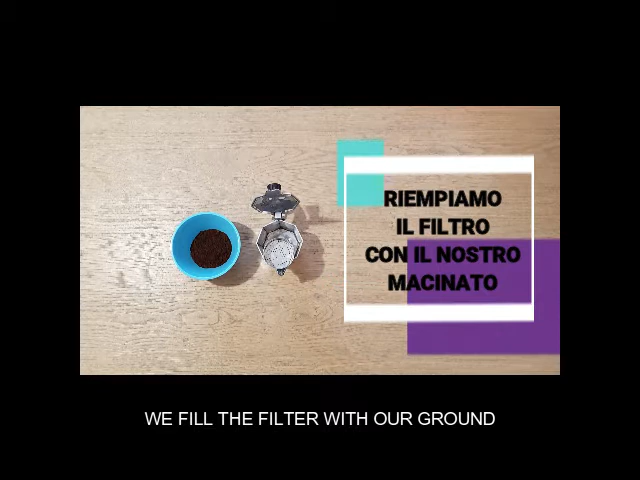 RIEMPIAMO
IL FILTRO
CON IL NOSTRO
MACINATO
WE FILL THE FILTER WITH OUR GROUND